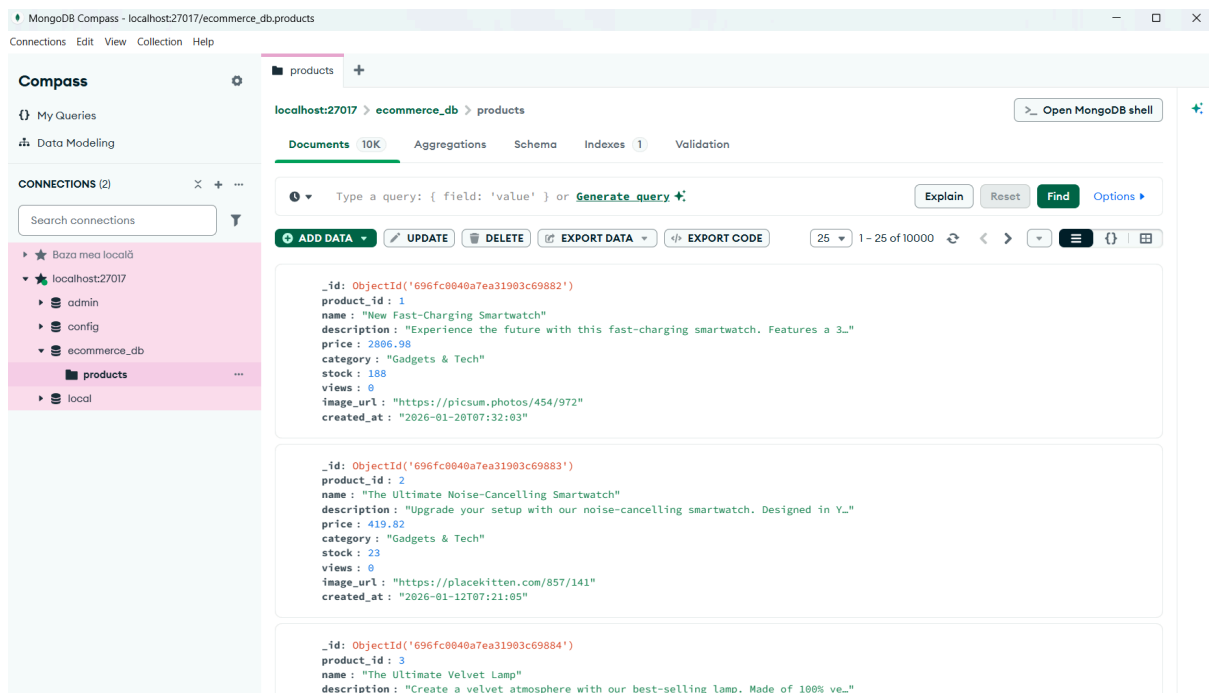 MongoDB Compass - localhost:27017/ecommerce_db.products
Connections Edit View Collection Help
Compass
{} My Queries
Data Modeling
CONNECTIONS (2)
Search connections
Baza mea locală
localhost:27017
admin
config
ecommerce_db
products
local
products
localhost:27017 > ecommerce_db > products
>_ Open MongoDB shell
Documents 10K Aggregations Schema Indexes 1 Validation
Type a query: { field: 'value' } or Generate query
Explain Reset Find Options
ADD DATA UPDATE DELETE EXPORT DATA EXPORT CODE 25 1 – 25 of 10000 {}
_id: ObjectId('696fc0040a7ea31903c69882')
product_id : 1
name : "New Fast-Charging Smartwatch"
description : "Experience the future with this fast-charging smartwatch. Features a 3…"
price : 2806.98
category : "Gadgets & Tech"
stock : 188
views : 0
image_url : "https://picsum.photos/454/972"
created_at : "2026-01-20T07:32:03"
_id: ObjectId('696fc0040a7ea31903c69883')
product_id : 2
name : "The Ultimate Noise-Cancelling Smartwatch"
description : "Upgrade your setup with our noise-cancelling smartwatch. Designed in Y…"
price : 419.82
category : "Gadgets & Tech"
stock : 23
views : 0
image_url : "https://placekitten.com/857/141"
created_at : "2026-01-12T07:21:05"
_id: ObjectId('696fc0040a7ea31903c69884')
product_id : 3
name : "The Ultimate Velvet Lamp"
description : "Create a velvet atmosphere with our best-selling lamp. Made of 100% ve…"